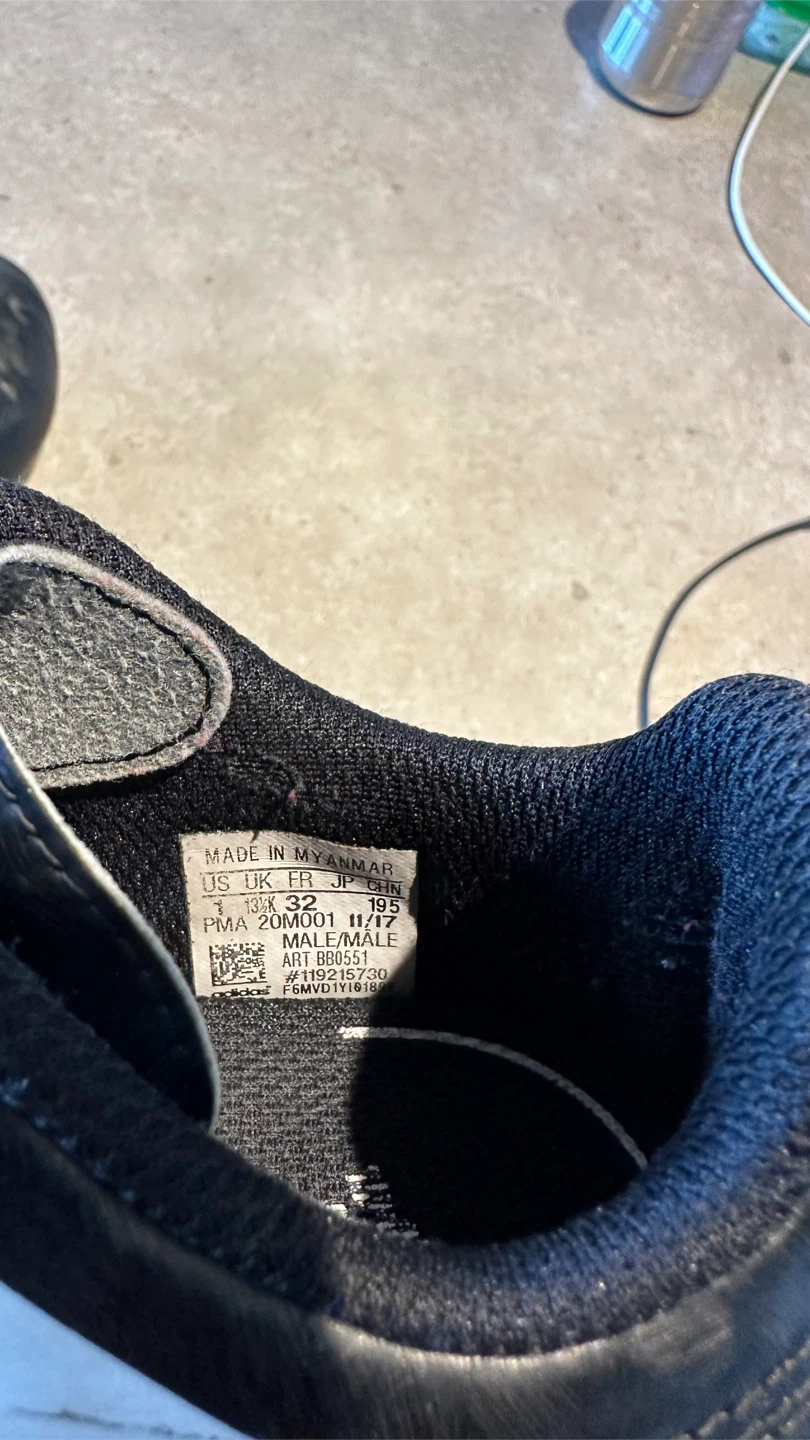 MADE IN MYANMAR
US UK FR JP CHN
1 13½K 32 195
PMA 20M001 11/17
MALE/MÂLE
ART BB0551
#119215730
adidas